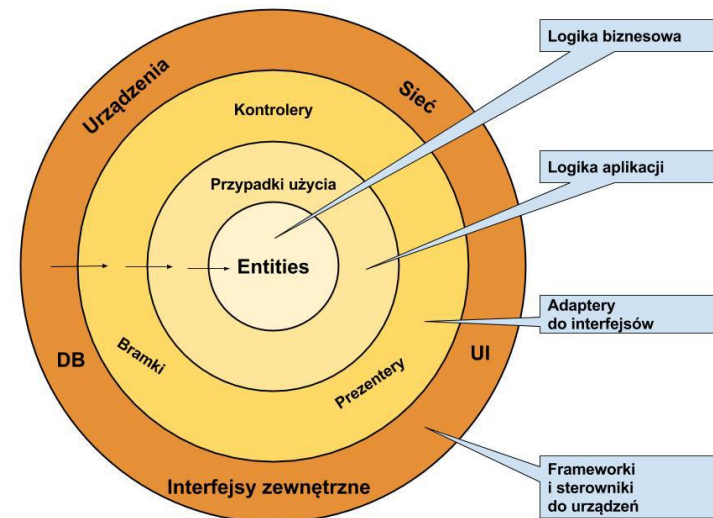 Logika biznesowa
Urządzenia
Sieć
Kontrolery
Logika aplikacji
Przypadki użycia
Entities
Adaptery
do interfejsów
DB
Bramki
Prezentery
UI
Interfejsy zewnętrzne
Frameworki
i sterowniki
do urządzeń